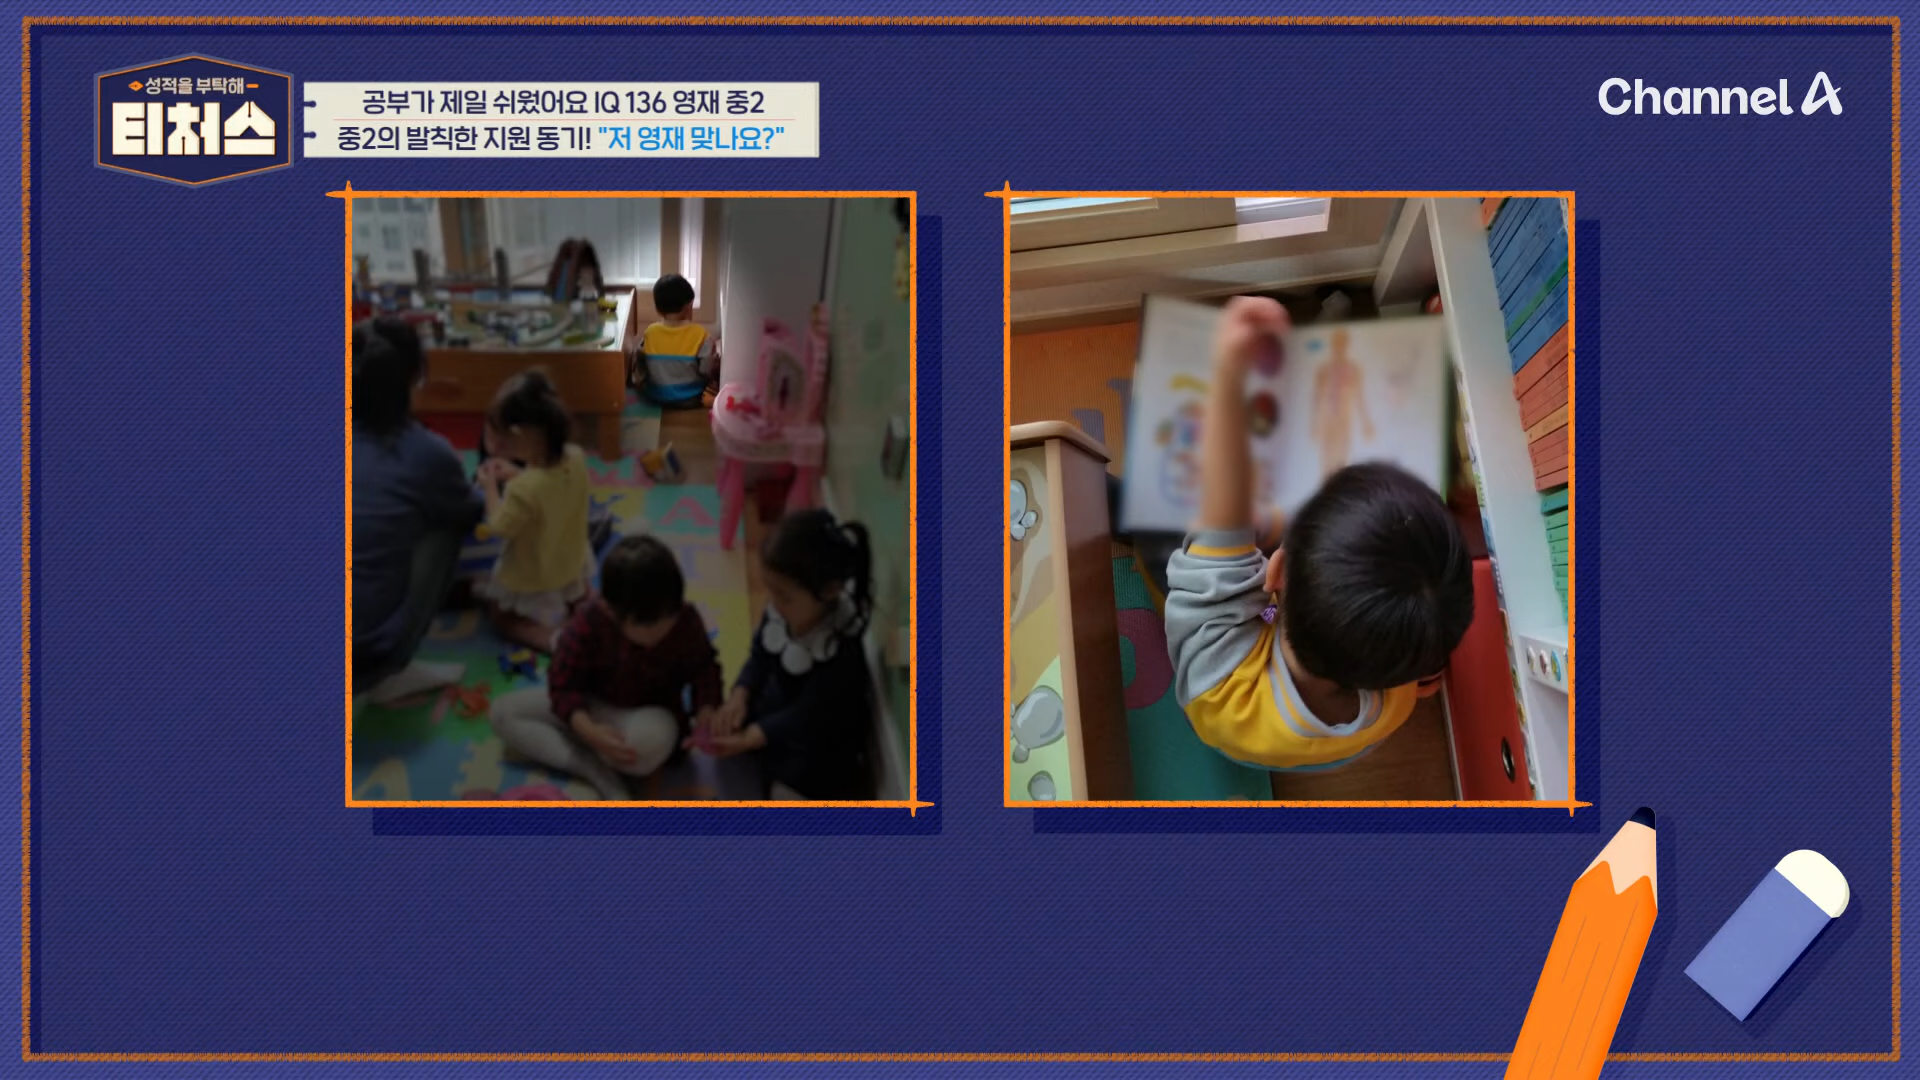 성적을 부탁해
티처스
공부가 제일 쉬웠어요 IQ 136 영재 중2
중2의 발칙한 지원 동기! "저 영재 맞나요?"
Channel A